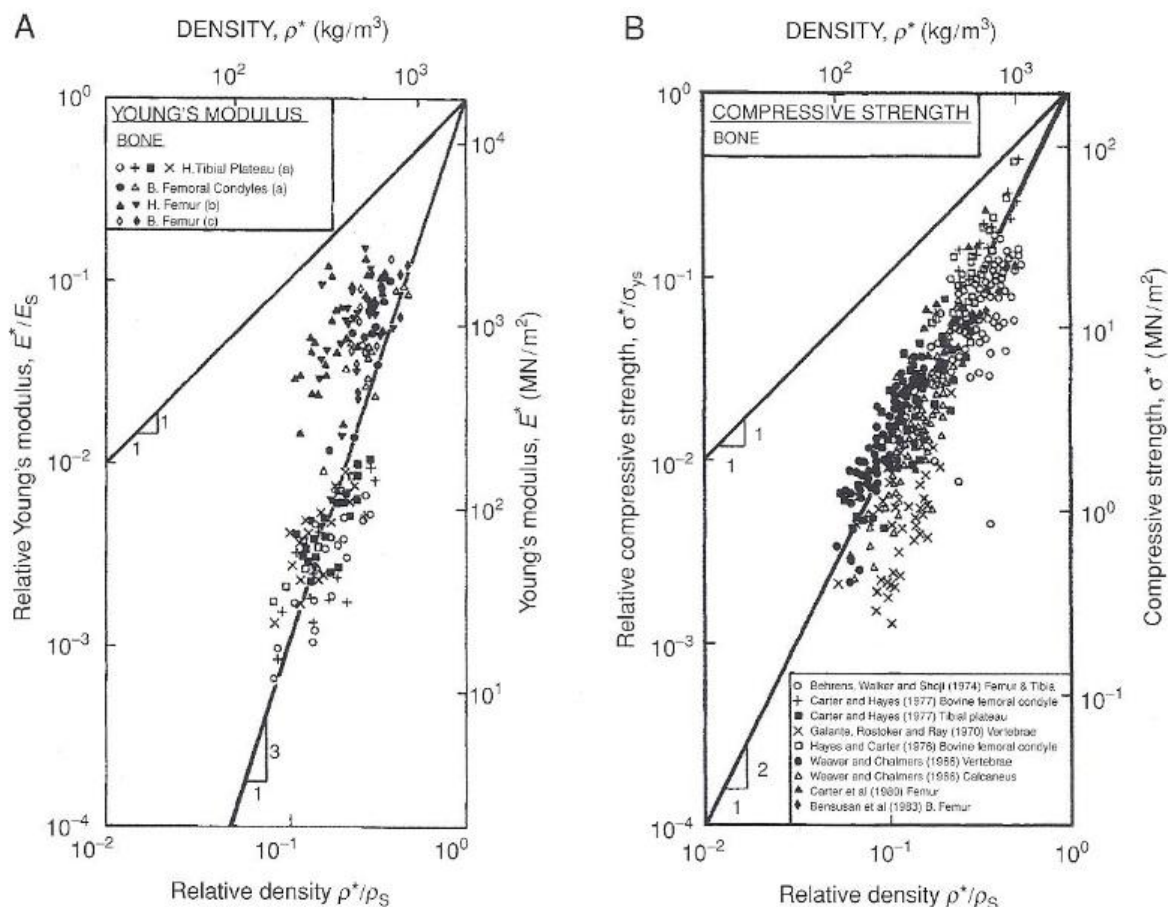 A
DENSITY, ρ* (kg/m³)
10² 10³
YOUNG'S MODULUS
BONE
○ + ■ × H.Tibial Plateau (a)
● △ B. Femoral Condyles (a)
▲ ▼ H. Femur (b)
◊ ♦ B. Femur (c)
Relative Young's modulus, E*/E_S
10⁰
10⁻¹
10⁻²
10⁻³
10⁻⁴
Young's modulus, E* (MN/m²)
10⁴
10³
10²
10¹
1
1
3
1
10⁻² 10⁻¹ 10⁰
Relative density ρ*/ρ_S
B
DENSITY, ρ* (kg/m³)
10² 10³
COMPRESSIVE STRENGTH
BONE
Relative compressive strength, σ*/σ_ys
10⁰
10⁻¹
10⁻²
10⁻³
10⁻⁴
Compressive strength, σ* (MN/m²)
10²
10¹
10⁰
10⁻¹
1
1
2
1
○ Behrens, Walker and Shoji (1974) Femur & Tibia
+ Carter and Hayes (1977) Bovine femoral condyle
■ Carter and Hayes (1977) Tibial plateau
× Galante, Rostoker and Ray (1970) Vertebrae
□ Hayes and Carter (1976) Bovine femoral condyle
● Weaver and Chalmers (1966) Vertebrae
△ Weaver and Chalmers (1966) Calcaneus
▲ Carter et al (1980) Femur
♦ Bensusan et al (1983) B. Femur
10⁻² 10⁻¹ 10⁰
Relative density ρ*/ρ_S